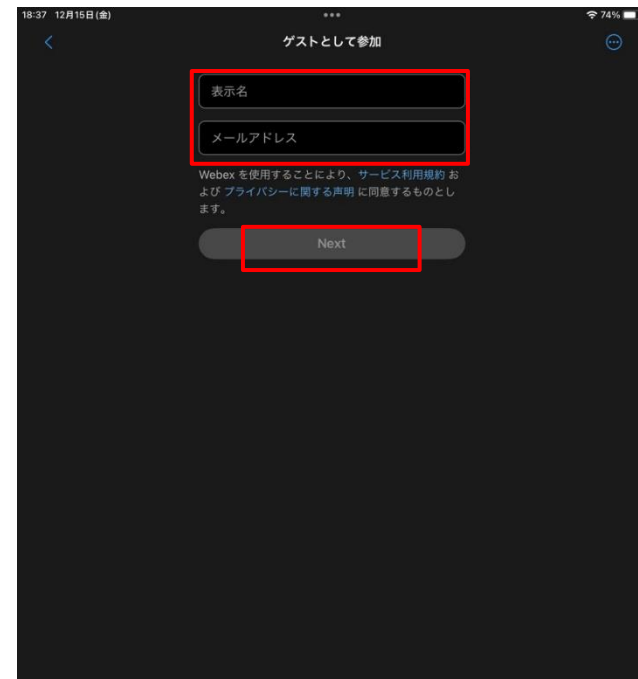 18:37 12月15日(金)
74%
ゲストとして参加
表示名
メールアドレス
Webex を使用することにより、サービス利用規約 お
よび プライバシーに関する声明 に同意するものとし
ます。
Next